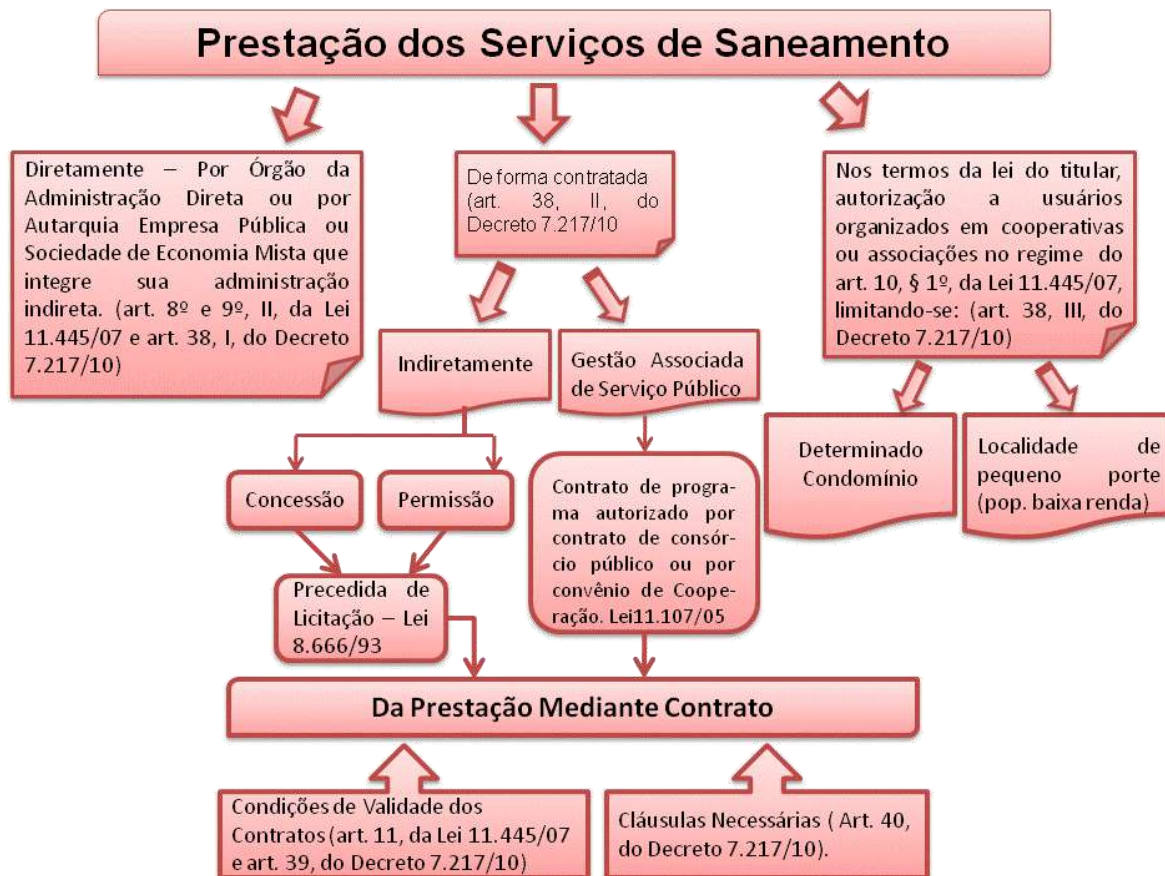 Prestação dos Serviços de Saneamento
Diretamente – Por Órgão da
Administração Direta ou por
Autarquia Empresa Pública ou
Sociedade de Economia Mista que
integre sua administração
indireta. (art. 8º e 9º, II, da Lei
11.445/07 e art. 38, I, do Decreto
7.217/10)
De forma contratada
(art. 38, II, do
Decreto 7.217/10
Nos termos da lei do titular,
autorização a usuários
organizados em cooperativas
ou associações no regime do
art. 10, § 1º, da Lei 11.445/07,
limitando-se: (art. 38, III, do
Decreto 7.217/10)
Indiretamente
Gestão Associada
de Serviço Público
Determinado
Condomínio
Localidade de
pequeno porte
(pop. baixa renda)
Concessão
Permissão
Contrato de progra-
ma autorizado por
contrato de consór-
cio público ou por
convênio de Coope-
ração. Lei11.107/05
Precedida de
Licitação – Lei
8.666/93
Da Prestação Mediante Contrato
Condições de Validade dos
Contratos (art. 11, da Lei 11.445/07
e art. 39, do Decreto 7.217/10)
Cláusulas Necessárias ( Art. 40,
do Decreto 7.217/10).